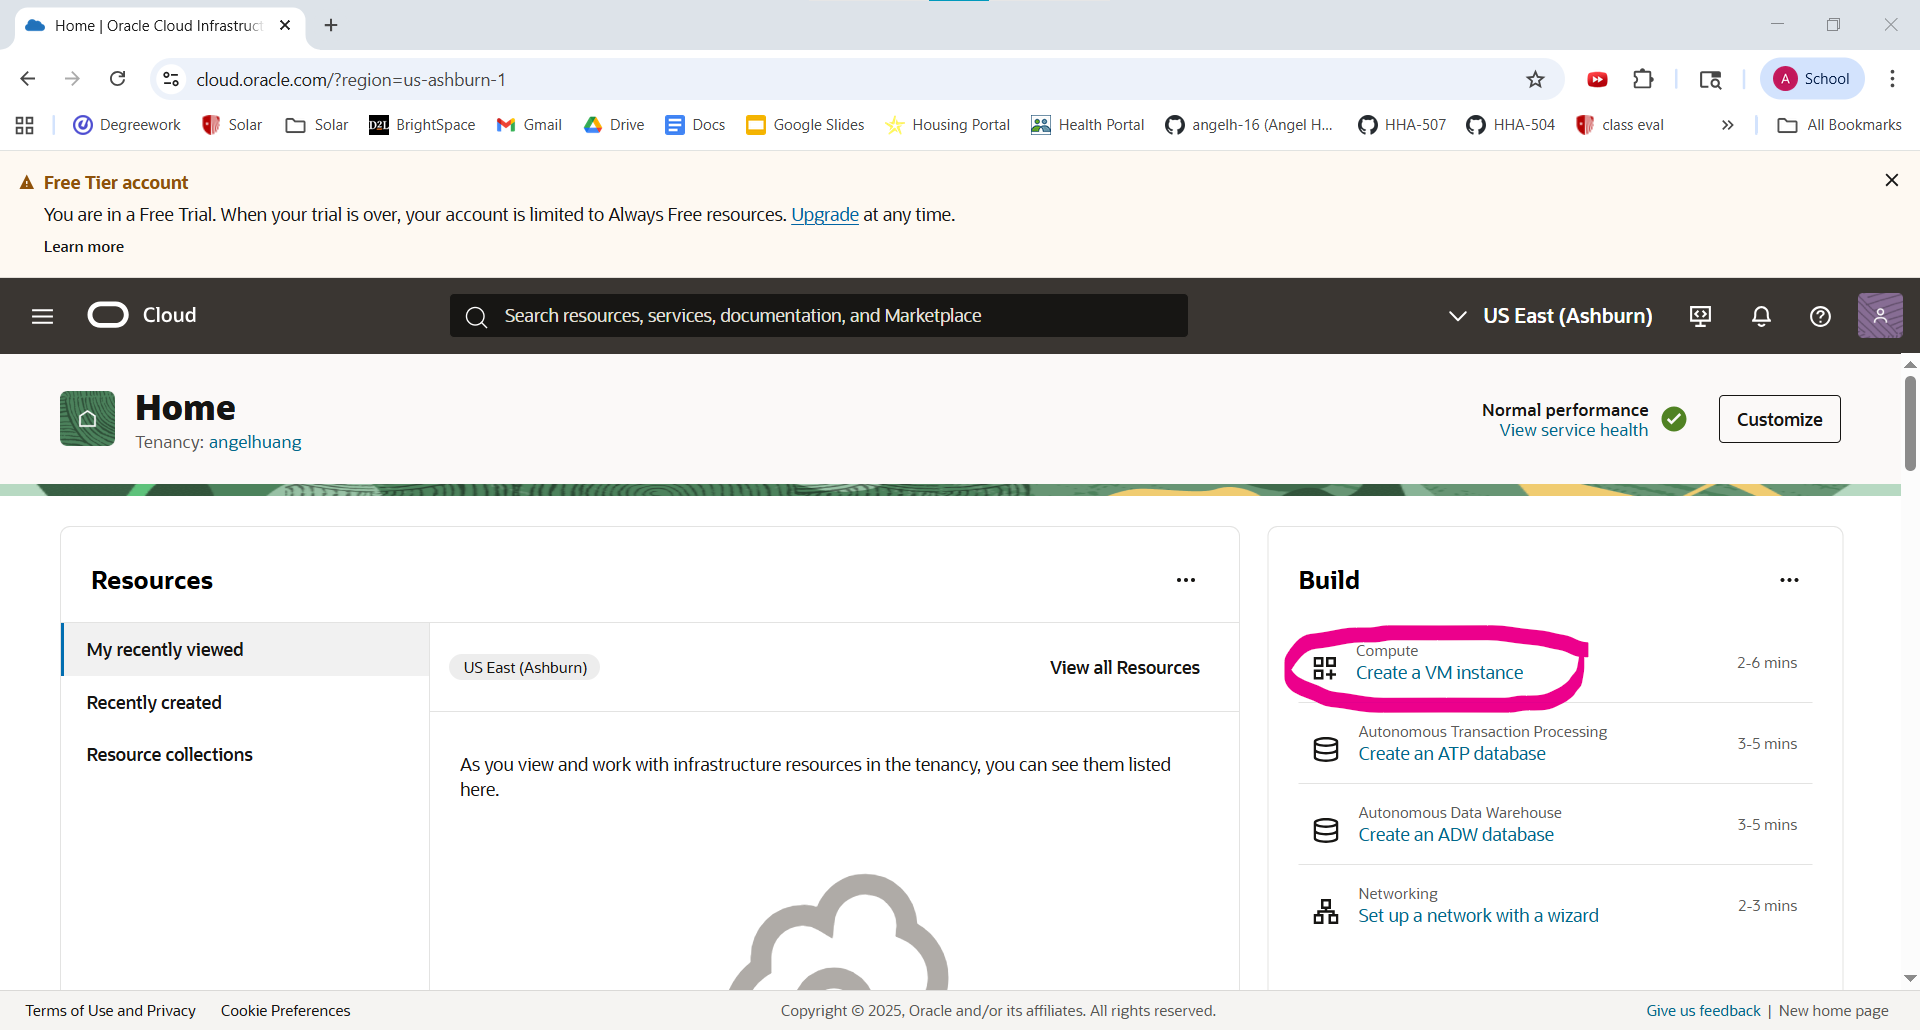 Home | Oracle Cloud Infrastruct
cloud.oracle.com/?region=us-ashburn-1
A School
Degreework Solar Solar D2L BrightSpace Gmail Drive Docs Google Slides Housing Portal Health Portal angelh-16 (Angel H... HHA-507 HHA-504 class eval » All Bookmarks
Free Tier account
You are in a Free Trial. When your trial is over, your account is limited to Always Free resources. Upgrade at any time.
Learn more
Cloud
Search resources, services, documentation, and Marketplace
US East (Ashburn)
Home
Tenancy: angelhuang
Normal performance
View service health
Customize
Resources
My recently viewed
Recently created
Resource collections
US East (Ashburn)
View all Resources
As you view and work with infrastructure resources in the tenancy, you can see them listed
here.
Build
Compute
Create a VM instance
2-6 mins
Autonomous Transaction Processing
Create an ATP database
3-5 mins
Autonomous Data Warehouse
Create an ADW database
3-5 mins
Networking
Set up a network with a wizard
2-3 mins
Terms of Use and Privacy Cookie Preferences
Copyright © 2025, Oracle and/or its affiliates. All rights reserved.
Give us feedback | New home page